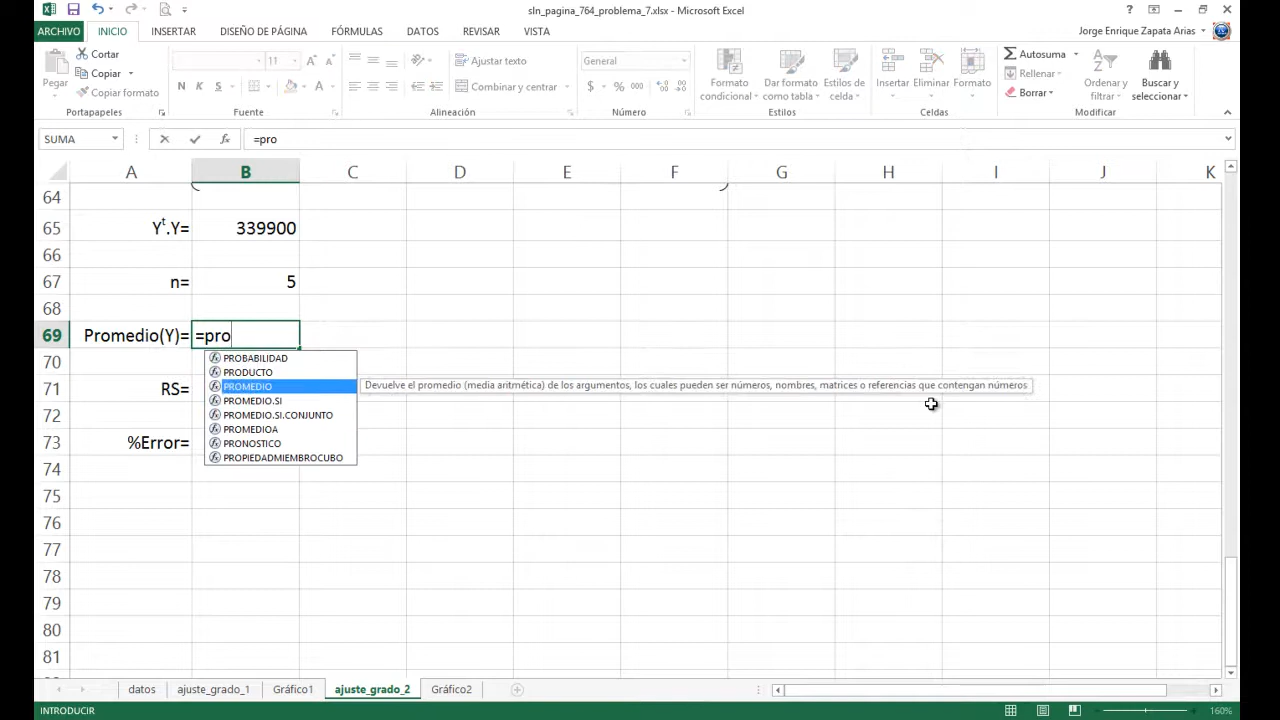 sln_pagina_764_problema_7.xlsx - Microsoft Excel
?
ARCHIVO INICIO INSERTAR DISEÑO DE PÁGINA FÓRMULAS DATOS REVISAR VISTA Jorge Enrique Zapata Arias
Pegar
Cortar
Copiar
Copiar formato
Portapapeles
11
N K S
Fuente
Ajustar texto
Combinar y centrar
Alineación
General
$ % 000
Número
Formato condicional
Dar formato como tabla
Estilos de celda
Estilos
Insertar Eliminar Formato
Celdas
Autosuma
Rellenar
Borrar
Ordenar y filtrar
Buscar y seleccionar
Modificar
SUMA =pro
A B C D E F G H I J K
64
65 Yt.Y= 339900
66
67 n= 5
68
69 Promedio(Y)= =pro
70
71 RS=
72
73 %Error=
74
75
76
77
78
79
80
81
PROBABILIDAD
PRODUCTO
PROMEDIO Devuelve el promedio (media aritmética) de los argumentos, los cuales pueden ser números, nombres, matrices o referencias que contengan números
PROMEDIO.SI
PROMEDIO.SI.CONJUNTO
PROMEDIOA
PRONOSTICO
PROPIEDADMIEMBROCUBO
datos ajuste_grado_1 Gráfico1 ajuste_grado_2 Gráfico2
INTRODUCIR 160%